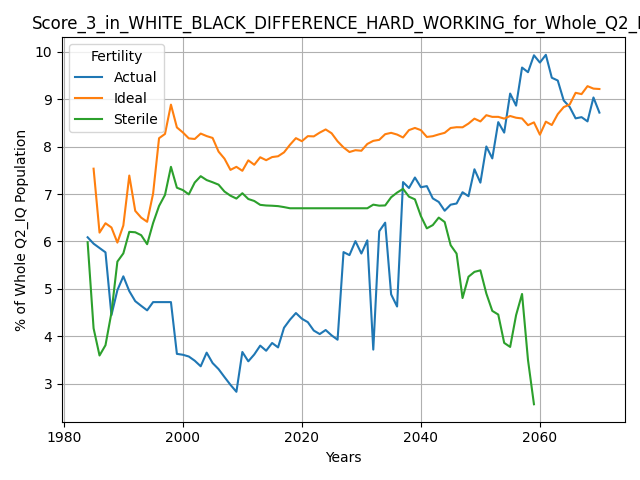 Score_3_in_WHITE_BLACK_DIFFERENCE_HARD_WORKING_for_Whole_Q2_
Fertility
Actual
Ideal
Sterile
% of Whole Q2_IQ Population
10
9
8
7
6
5
4
3
1980
2000
2020
2040
2060
Years